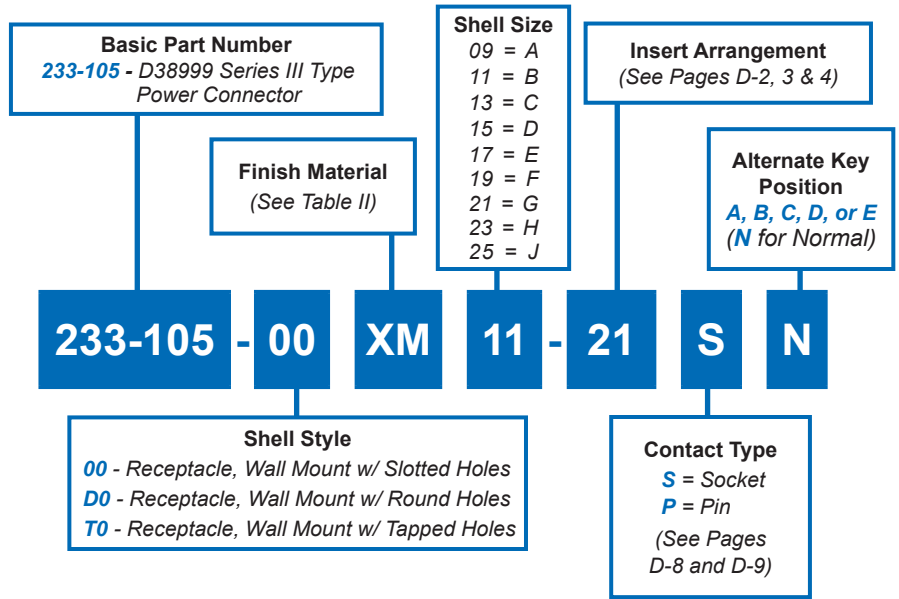 Basic Part Number
233-105 - D38999 Series III Type
Power Connector
Finish Material
(See Table II)
Shell Size
09 = A
11 = B
13 = C
15 = D
17 = E
19 = F
21 = G
23 = H
25 = J
Insert Arrangement
(See Pages D-2, 3 & 4)
Alternate Key
Position
A, B, C, D, or E
(N for Normal)
233-105 - 00 XM 11 - 21 S N
Shell Style
00 - Receptacle, Wall Mount w/ Slotted Holes
D0 - Receptacle, Wall Mount w/ Round Holes
T0 - Receptacle, Wall Mount w/ Tapped Holes
Contact Type
S = Socket
P = Pin
(See Pages
D-8 and D-9)